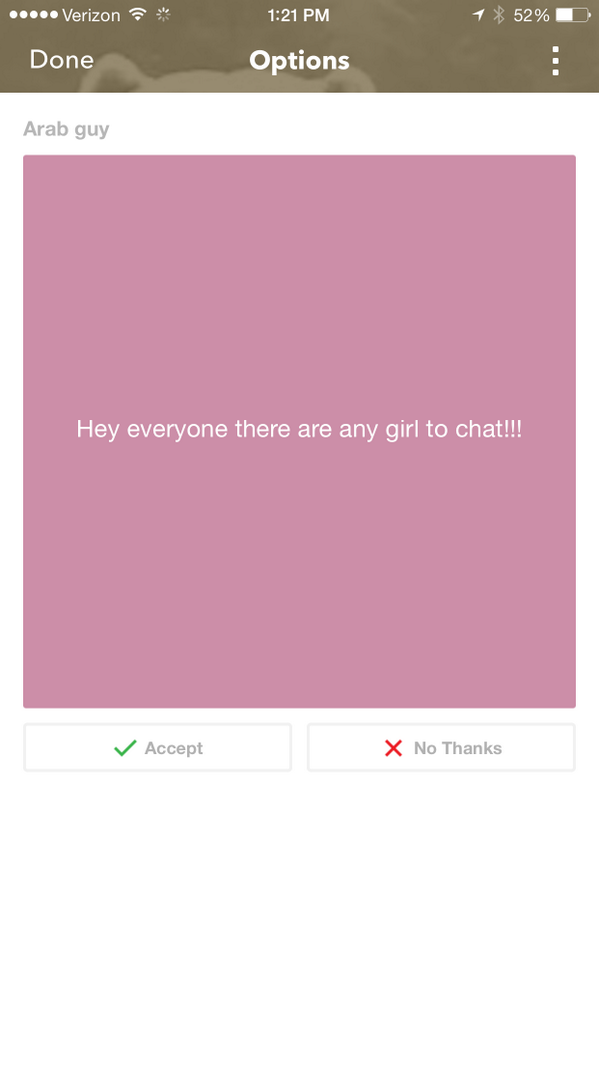 Verizon 1:21 PM 52%
Done Options
Arab guy
Hey everyone there are any girl to chat!!!
Accept No Thanks